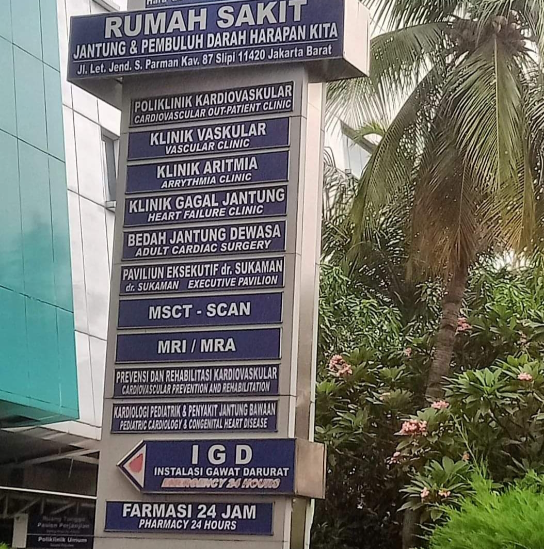 RUMAH SAKIT
JANTUNG & PEMBULUH DARAH HARAPAN KITA
Jl. Let. Jend. S. Parman Kav. 87 Slipi 11420 Jakarta Barat
POLIKLINIK KARDIOVASKULAR
CARDIOVASCULAR OUT-PATIENT CLINIC
KLINIK VASKULAR
VASCULAR CLINIC
KLINIK ARITMIA
ARRYTHMIA CLINIC
KLINIK GAGAL JANTUNG
HEART FAILURE CLINIC
BEDAH JANTUNG DEWASA
ADULT CARDIAC SURGERY
PAVILIUN EKSEKUTIF dr. SUKAMAN
dr. SUKAMAN EXECUTIVE PAVILION
MSCT - SCAN
MRI / MRA
PREVENSI DAN REHABILITASI KARDIOVASKULAR
CARDIOVASCULAR PREVENTION AND REHABILITATION
KARDIOLOGI PEDIATRIK & PENYAKIT JANTUNG BAWAAN
PEDIATRIC CARDIOLOGY & CONGENITAL HEART DISEASE
IGD
INSTALASI GAWAT DARURAT
EMERGENCY 24 HOURS
FARMASI 24 JAM
PHARMACY 24 HOURS
Ruang Tunggu
Pasien Perjanjian
Poliklinik Umum